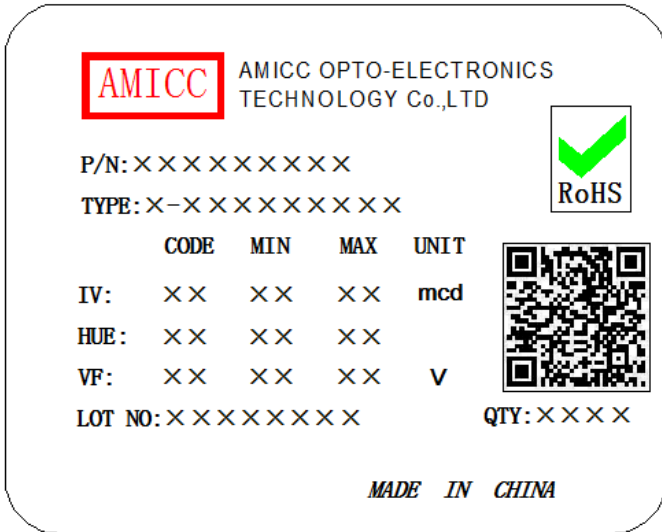 AMICC
AMICC OPTO-ELECTRONICS
TECHNOLOGY Co.,LTD
RoHS
P/N:×××××××××
TYPE:×-×××××××××
CODE MIN MAX UNIT
IV: ×× ×× ×× mcd
HUE: ×× ×× ××
VF: ×× ×× ×× V
LOT NO:×××××××× QTY:××××
MADE IN CHINA